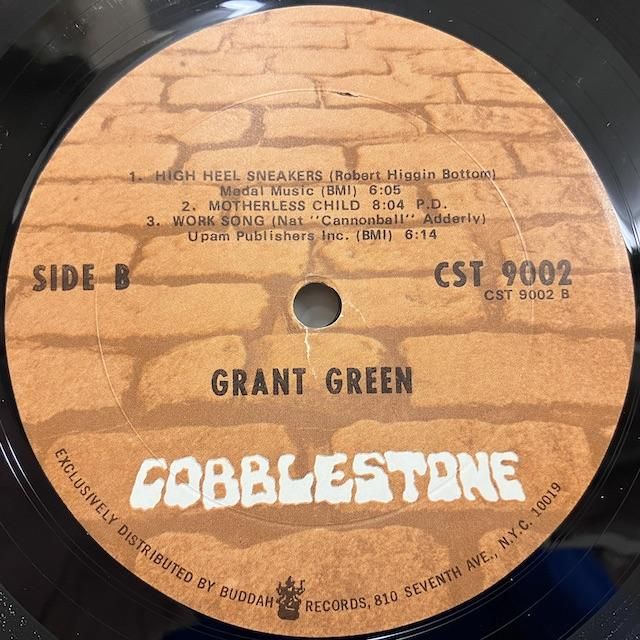 1. HIGH HEEL SNEAKERS (Robert Higgin Bottom)
Medal Music (BMI) 6:05
2. MOTHERLESS CHILD 8:04 P.D.
3. WORK SONG (Nat "Cannonball" Adderly)
Upam Publishers Inc. (BMI) 6:14
SIDE B
CST 9002
CST 9002 B
GRANT GREEN
COBBLESTONE
EXCLUSIVELY DISTRIBUTED BY BUDDAH RECORDS, 810 SEVENTH AVE., N.Y.C. 10019